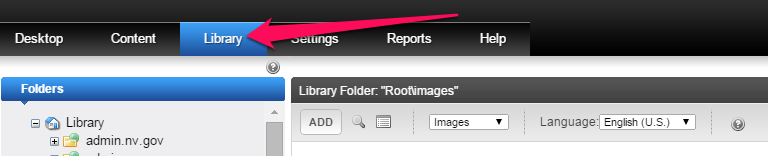 Desktop Content Library Settings Reports Help
Folders
Library Folder: "Root\images"
Library
ADD Images Language: English (U.S.)
admin.nv.gov